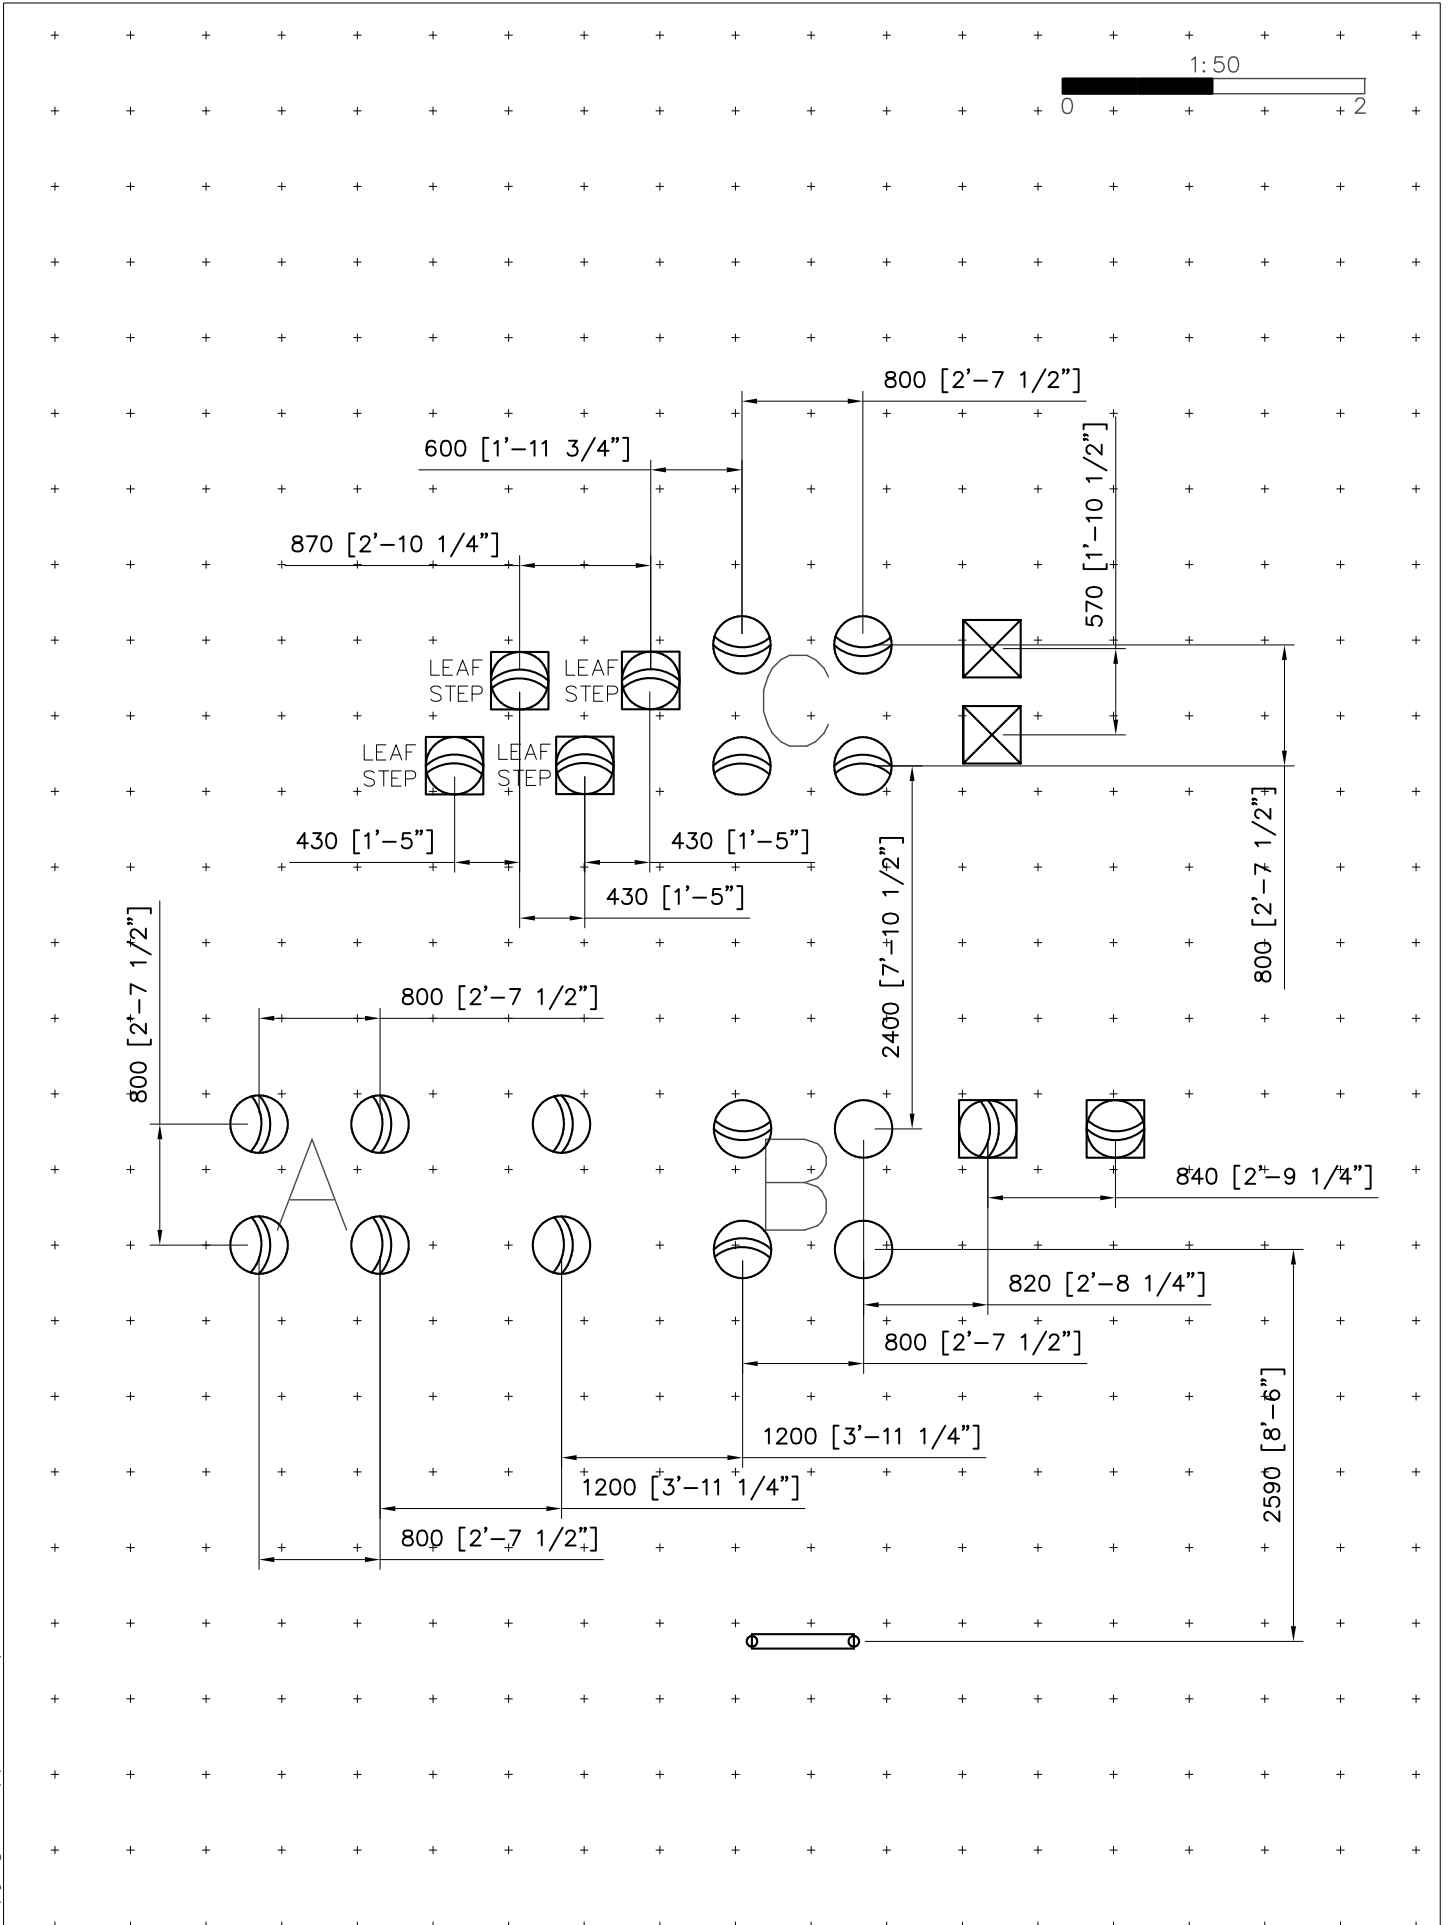 1:50
0 2
800 [2'-7 1/2"]
600 [1'-11 3/4"]
570 [1'-10 1/2"]
870 [2'-10 1/4"]
LEAF
STEP
LEAF
STEP
C
LEAF
STEP
LEAF
STEP
430 [1'-5"]
430 [1'-5"]
430 [1'-5"]
2400 [7'-10 1/2"]
800 [2'-7 1/2"]
800 [2'-7 1/2"]
800 [2'-7 1/2"]
A
B
840 [2'-9 1/4"]
820 [2'-8 1/4"]
800 [2'-7 1/2"]
1200 [3'-11 1/4"]
2590 [8'-6"]
1200 [3'-11 1/4"]
800 [2'-7 1/2"]